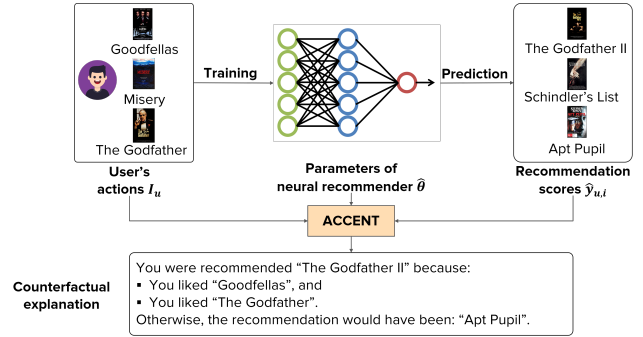 Goodfellas
Misery
The Godfather
Training
Prediction
The Godfather II
Schindler's List
Apt Pupil
User's
actions I_u
Parameters of
neural recommender θ̂
Recommendation
scores ŷ_{u,i}
ACCENT
Counterfactual
explanation
You were recommended “The Godfather II” because:
▪ You liked “Goodfellas”, and
▪ You liked “The Godfather”.
Otherwise, the recommendation would have been: “Apt Pupil”.